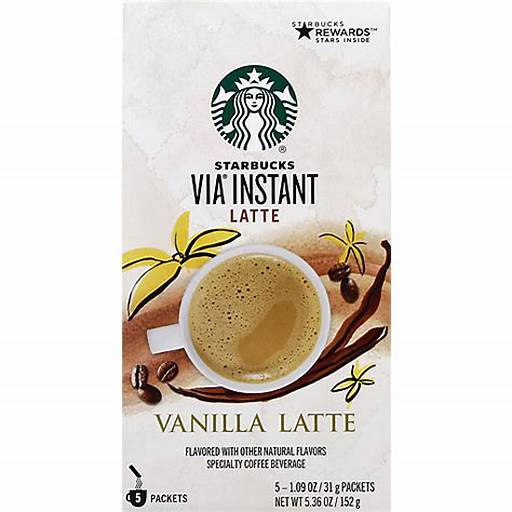 STARBUCKS
REWARDS™
STARS INSIDE
STARBUCKS
VIA® INSTANT
LATTE
VANILLA LATTE
FLAVORED WITH OTHER NATURAL FLAVORS
SPECIALTY COFFEE BEVERAGE
5 PACKETS
5 – 1.09 OZ / 31 g PACKETS
NET WT 5.36 OZ / 152 g